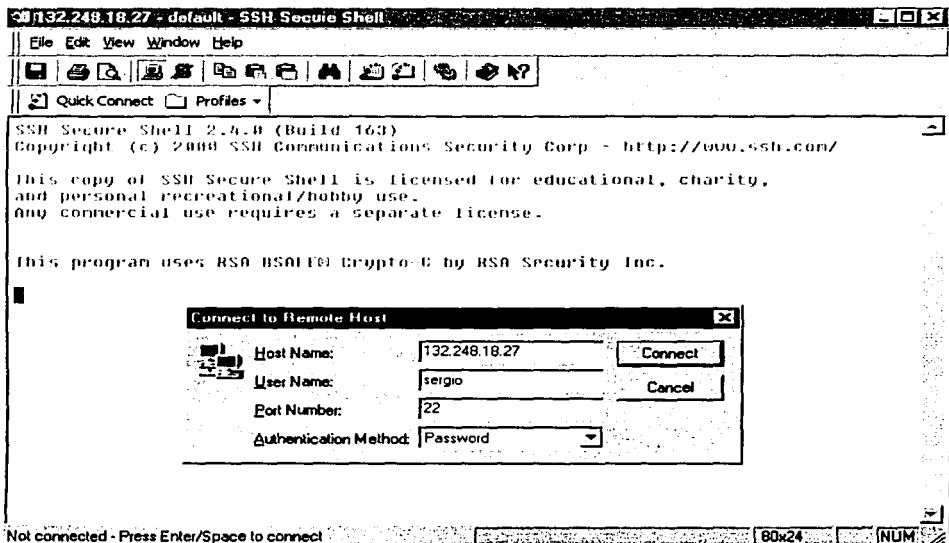 132.248.18.27 - default - SSH Secure Shell
File Edit View Window Help
Quick Connect Profiles
SSH Secure Shell 2.4.0 (Build 163)
Copyright (c) 2000 SSH Communications Security Corp - http://www.ssh.com/
This copy of SSH Secure Shell is licensed for educational, charity,
and personal recreational/hobby use.
Any commercial use requires a separate license.
This program uses RSA BSAFE® Crypto-C by RSA Security Inc.
Connect to Remote Host
Host Name: 132.248.18.27 Connect
User Name: sergio Cancel
Port Number: 22
Authentication Method: Password
Not connected - Press Enter/Space to connect 80x24 NUM